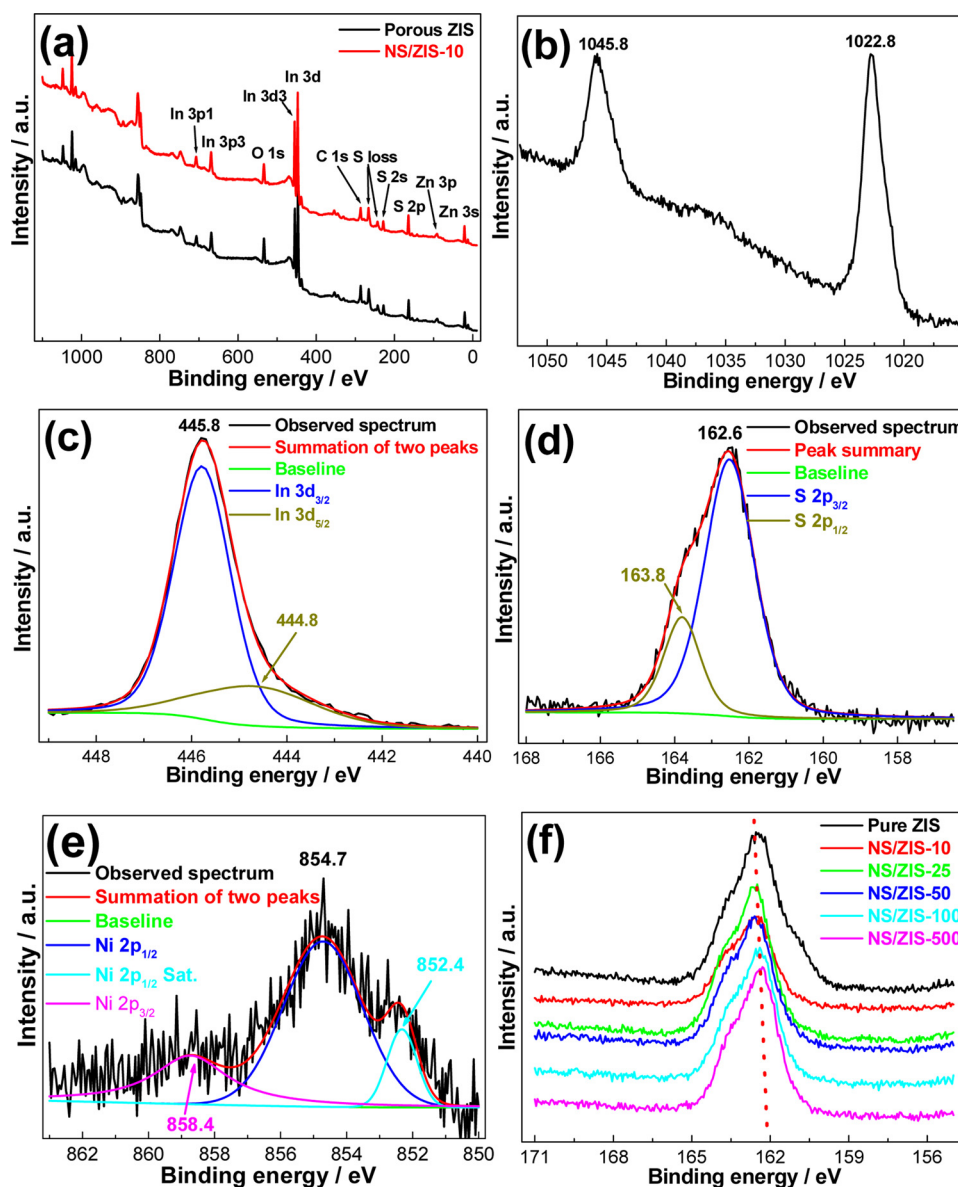 (a)
Porous ZIS
NS/ZIS-10
In 3d
In 3d3
In 3p1
In 3p3
O 1s
C 1s
S loss
S 2s
S 2p
Zn 3p
Zn 3s
Intensity / a.u.
1000 800 600 400 200 0
Binding energy / eV
(b)
1045.8
1022.8
Intensity / a.u.
1050 1045 1040 1035 1030 1025 1020
Binding energy / eV
(c)
445.8
Observed spectrum
Summation of two peaks
Baseline
In 3d3/2
In 3d5/2
444.8
Intensity / a.u.
448 446 444 442 440
Binding energy / eV
(d)
162.6
Observed spectrum
Peak summary
Baseline
S 2p3/2
S 2p1/2
163.8
Intensity / a.u.
168 166 164 162 160 158
Binding energy / eV
(e)
854.7
Observed spectrum
Summation of two peaks
Baseline
Ni 2p1/2
Ni 2p1/2 Sat.
Ni 2p3/2
852.4
858.4
Intensity / a.u.
862 860 858 856 854 852 850
Binding energy / eV
(f)
Pure ZIS
NS/ZIS-10
NS/ZIS-25
NS/ZIS-50
NS/ZIS-100
NS/ZIS-500
Intensity / a.u.
171 168 165 162 159 156
Binding energy / eV